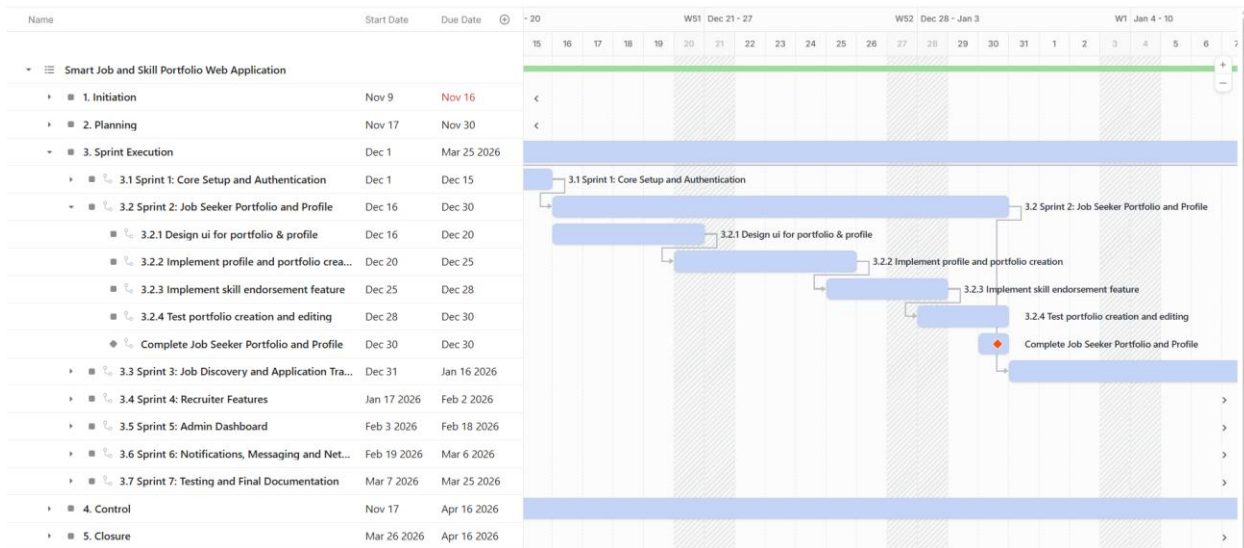 Name Start Date Due Date - 20 W51 Dec 21 - 27 W52 Dec 28 - Jan 3 W1 Jan 4 - 10
15 16 17 18 19 20 21 22 23 24 25 26 27 28 29 30 31 1 2 3 4 5 6 7
Smart Job and Skill Portfolio Web Application
1. Initiation Nov 9 Nov 16
2. Planning Nov 17 Nov 30
3. Sprint Execution Dec 1 Mar 25 2026
3.1 Sprint 1: Core Setup and Authentication Dec 1 Dec 15 3.1 Sprint 1: Core Setup and Authentication
3.2 Sprint 2: Job Seeker Portfolio and Profile Dec 16 Dec 30 3.2 Sprint 2: Job Seeker Portfolio and Profile
3.2.1 Design ui for portfolio & profile Dec 16 Dec 20 3.2.1 Design ui for portfolio & profile
3.2.2 Implement profile and portfolio crea... Dec 20 Dec 25 3.2.2 Implement profile and portfolio creation
3.2.3 Implement skill endorsement feature Dec 25 Dec 28 3.2.3 Implement skill endorsement feature
3.2.4 Test portfolio creation and editing Dec 28 Dec 30 3.2.4 Test portfolio creation and editing
Complete Job Seeker Portfolio and Profile Dec 30 Dec 30 Complete Job Seeker Portfolio and Profile
3.3 Sprint 3: Job Discovery and Application Tra... Dec 31 Jan 16 2026
3.4 Sprint 4: Recruiter Features Jan 17 2026 Feb 2 2026
3.5 Sprint 5: Admin Dashboard Feb 3 2026 Feb 18 2026
3.6 Sprint 6: Notifications, Messaging and Net... Feb 19 2026 Mar 6 2026
3.7 Sprint 7: Testing and Final Documentation Mar 7 2026 Mar 25 2026
4. Control Nov 17 Apr 16 2026
5. Closure Mar 26 2026 Apr 16 2026